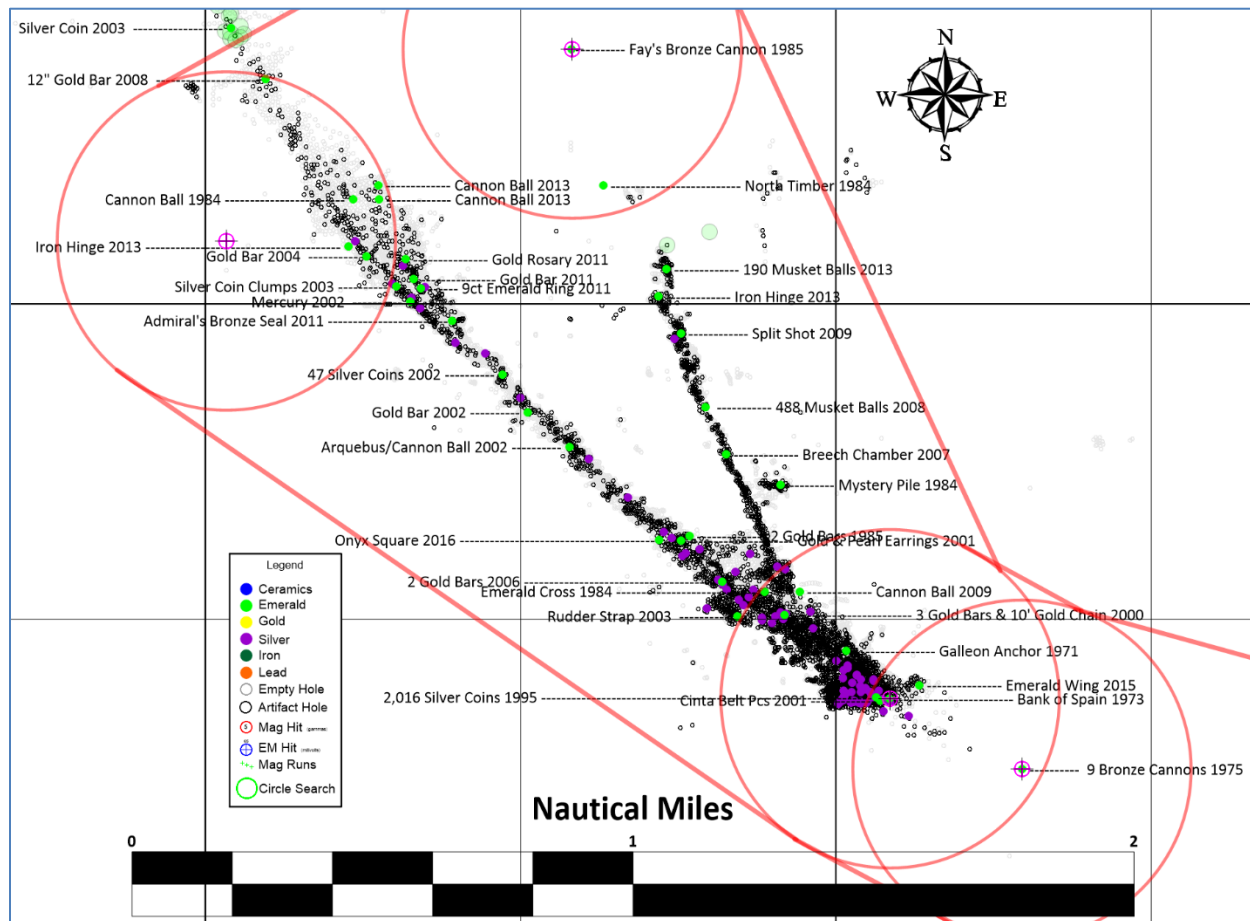 Silver Coin 2003
Fay's Bronze Cannon 1985
N
12" Gold Bar 2008
W
E
S
Cannon Ball 2013
North Timber 1984
Cannon Ball 1984
Cannon Ball 2013
Iron Hinge 2013
Gold Bar 2004
Gold Rosary 2011
190 Musket Balls 2013
Gold Bar 2011
Silver Coin Clumps 2003
9ct Emerald Ring 2011
Iron Hinge 2013
Mercury 2002
Admiral's Bronze Seal 2011
Split Shot 2009
47 Silver Coins 2002
Gold Bar 2002
488 Musket Balls 2008
Arquebus/Cannon Ball 2002
Breech Chamber 2007
Mystery Pile 1984
2 Gold Bars 1985
Onyx Square 2016
Gold & Pearl Earrings 2001
2 Gold Bars 2006
Emerald Cross 1984
Cannon Ball 2009
Rudder Strap 2003
3 Gold Bars & 10' Gold Chain 2000
Galleon Anchor 1971
Emerald Wing 2015
2,016 Silver Coins 1995
Cinta Belt Pcs 2001
Bank of Spain 1973
9 Bronze Cannons 1975
Legend
Ceramics
Emerald
Gold
Silver
Iron
Lead
Empty Hole
Artifact Hole
Mag Hit
EM Hit
Mag Runs
Circle Search
Nautical Miles
0
1
2